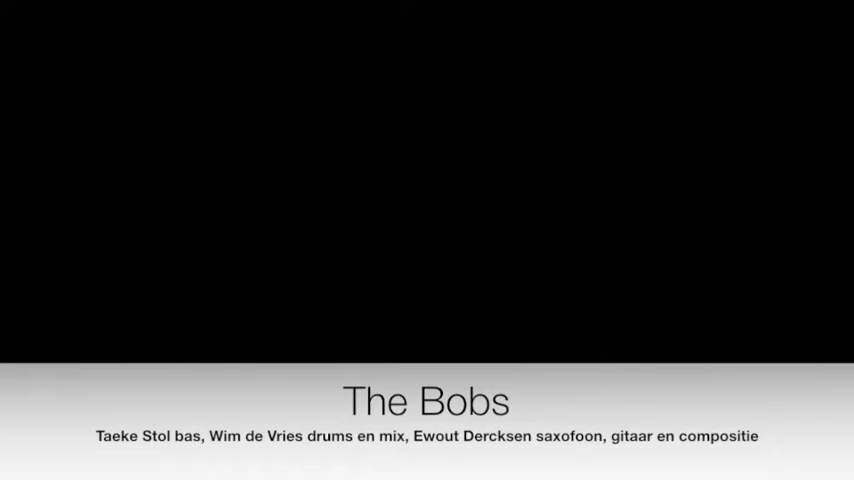 The Bobs
Taeke Stol bas, Wim de Vries drums en mix, Ewout Dercksen saxofoon, gitaar en compositie